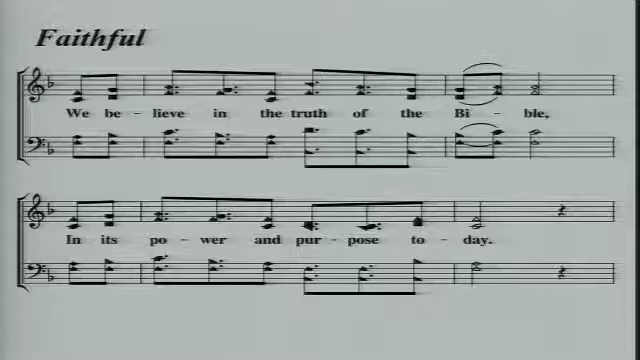 Faithful
We be - lieve in the truth of the Bi - ble,
In its po - wer and pur - pose to - day.